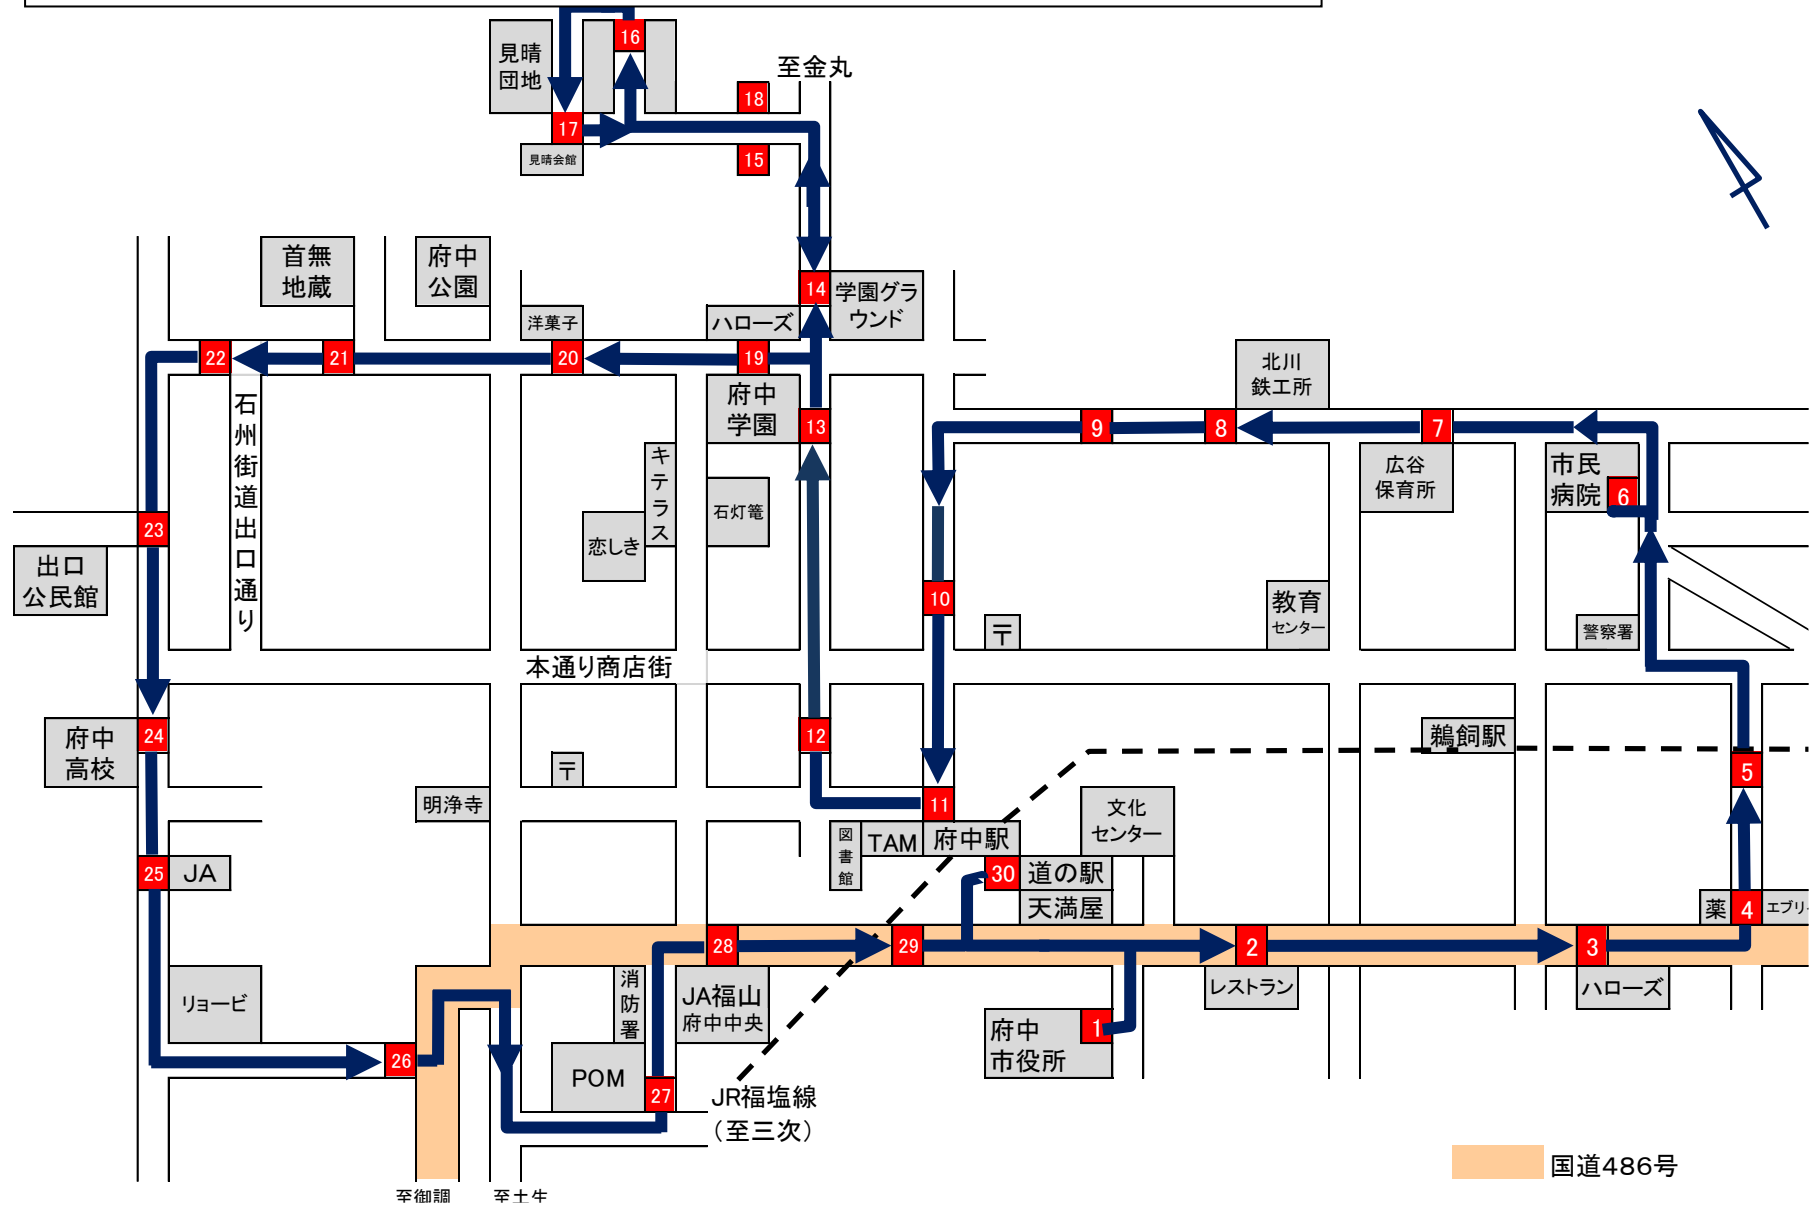 16
見晴
団地
至金丸
18
17
15
見晴会館
首無
地蔵
府中
公園
14
学園グラ
ウンド
洋菓子
ハローズ
22
21
20
19
北川
鉄工所
府中
学園
13
9
8
7
石州街道出口通り
キテラス
石灯籠
恋しき
広谷
保育所
市民
病院
6
23
出口
公民館
10
教育
センター
〒
警察署
本通り商店街
24
府中
高校
12
鵜飼駅
5
〒
明浄寺
11
文化
センター
図書館
TAM
府中駅
25
JA
30
道の駅
天満屋
薬
4
エブリ
28
29
2
3
リョービ
消防署
JA福山
府中中央
レストラン
ハローズ
府中
市役所
1
26
POM
27
JR福塩線
（至三次）
国道486号
至御調
至土生